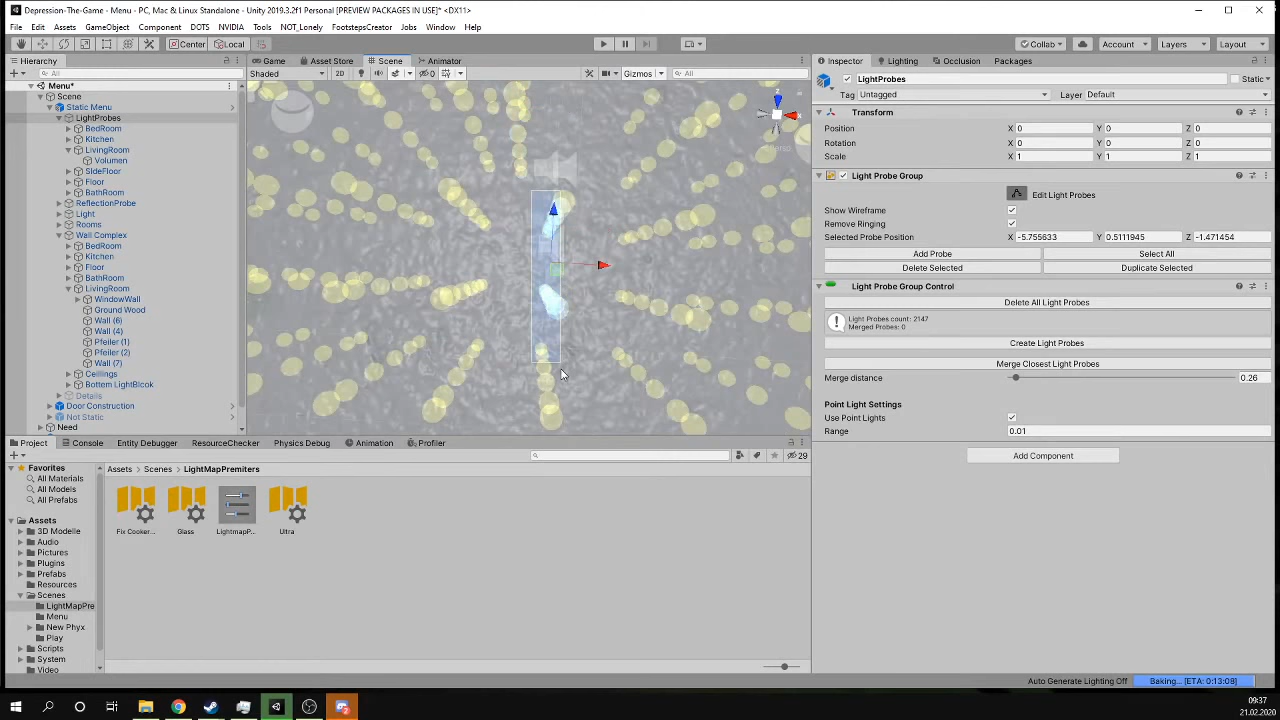 Depression-The-Game - Menu - PC, Mac & Linux Standalone - Unity 2019.3.2f1 Personal [PREVIEW PACKAGES IN USE]* <DX11>
File Edit Assets GameObject Component DOTS NVIDIA Tools NOT_Lonely FootstepsCreator Jobs Window Help
Center Local Collab Account Layers Layout
Hierarchy Game Asset Store Scene Animator Inspector Lighting Occlusion Packages
All Shaded 2D 0 Gizmos All LightProbes Static
Menu*
Scene
Static Menu
LightProbes
BedRoom
Kitchen
LivingRoom
Volumen
SIdeFloor
Floor
BathRoom
ReflectionProbe
Light
Rooms
Wall Complex
BedRoom
Kitchen
Floor
BathRoom
LivingRoom
WindowWall
Ground Wood
Wall (6)
Wall (4)
Pfeiler (1)
Pfeiler (2)
Wall (7)
Ceillings
Bottem LightBlcok
Details
Door Construction
Not Static
Need
z
x
Persp
Tag Untagged Layer Default
Transform
Position X 0 Y 0 Z 0
Rotation X 0 Y 0 Z 0
Scale X 1 Y 1 Z 1
Light Probe Group
Edit Light Probes
Show Wireframe
Remove Ringing
Selected Probe Position X -5.755633 Y 0.5111945 Z -1.471454
Add Probe Select All
Delete Selected Duplicate Selected
Light Probe Group Control
Delete All Light Probes
Light Probes count: 2147
Merged Probes: 0
Create Light Probes
Merge Closest Light Probes
Merge distance 0.26
Point Light Settings
Use Point Lights
Range 0.01
Add Component
Project Console Entity Debugger ResourceChecker Physics Debug Animation Profiler
29
Favorites
All Materials
All Models
All Prefabs
Assets
3D Modelle
Audio
Pictures
Plugins
Prefabs
Resources
Scenes
LightMapPre
Menu
New Phyx
Play
Scripts
System
Video
Assets Scenes LightMapPremiters
Fix Cooker... Glass LightmapP... Ultra
Auto Generate Lighting Off Baking... [ETA: 0:13:08]
09:37
21.02.2020